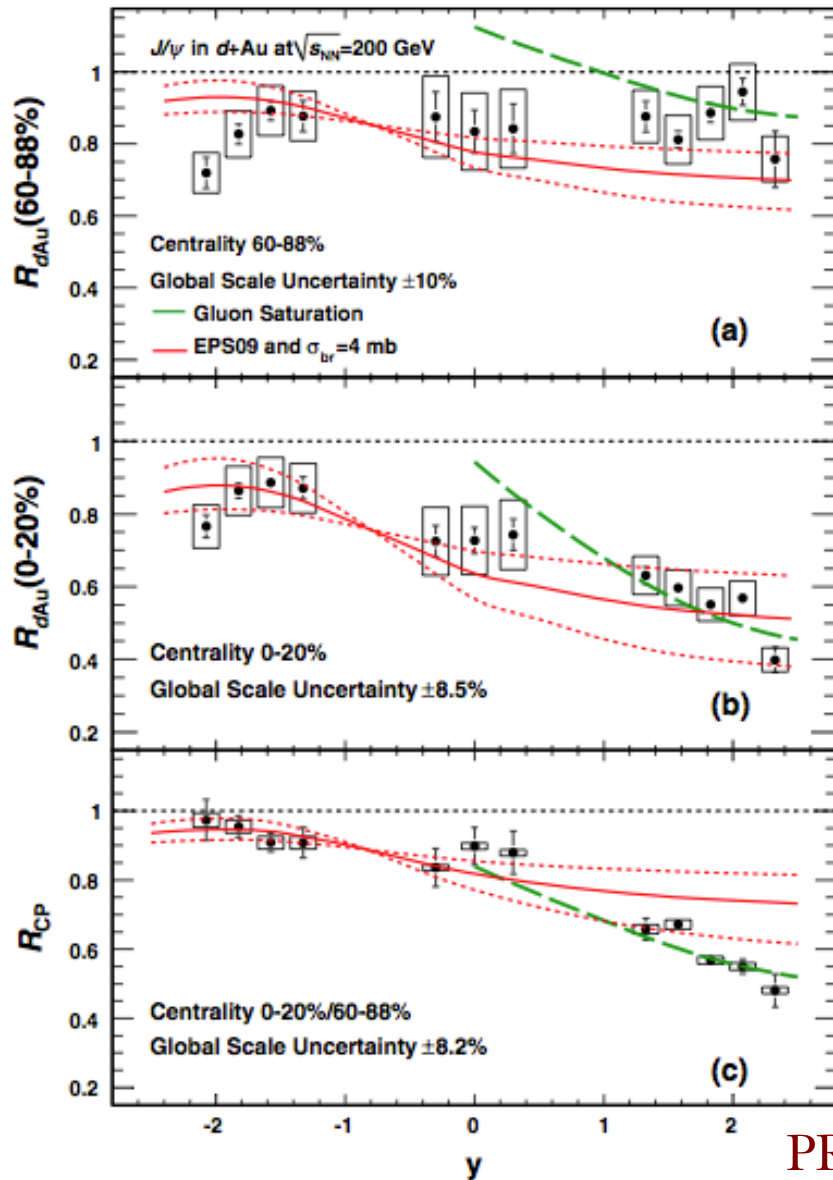 J/ψ in d+Au at √s_NN=200 GeV
1
0.8
0.6
0.4
0.2
R_dAu(60-88%)
Centrality 60-88%
Global Scale Uncertainty ±10%
Gluon Saturation
EPS09 and σ_br=4 mb
(a)
1
0.8
0.6
0.4
0.2
R_dAu(0-20%)
Centrality 0-20%
Global Scale Uncertainty ±8.5%
(b)
1
0.8
0.6
0.4
0.2
R_CP
Centrality 0-20%/60-88%
Global Scale Uncertainty ±8.2%
(c)
-2 -1 0 1 2
y
PR